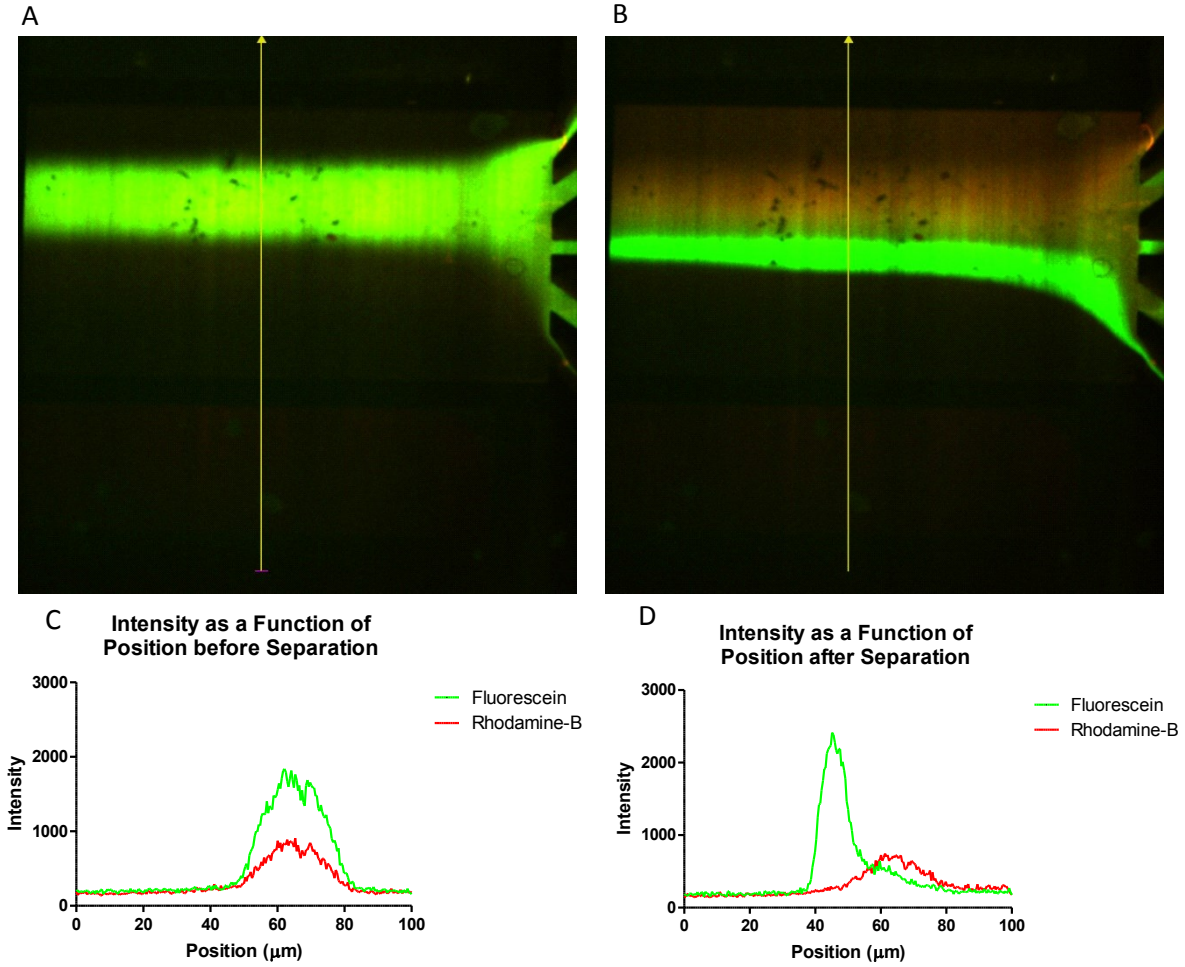 A
B
C
Intensity as a Function of
Position before Separation
3000
2000
1000
0
Intensity
0 20 40 60 80 100
Position (μm)
Fluorescein
Rhodamine-B
D
Intensity as a Function of
Position after Separation
3000
2000
1000
0
Intensity
0 20 40 60 80 100
Position (μm)
Fluorescein
Rhodamine-B